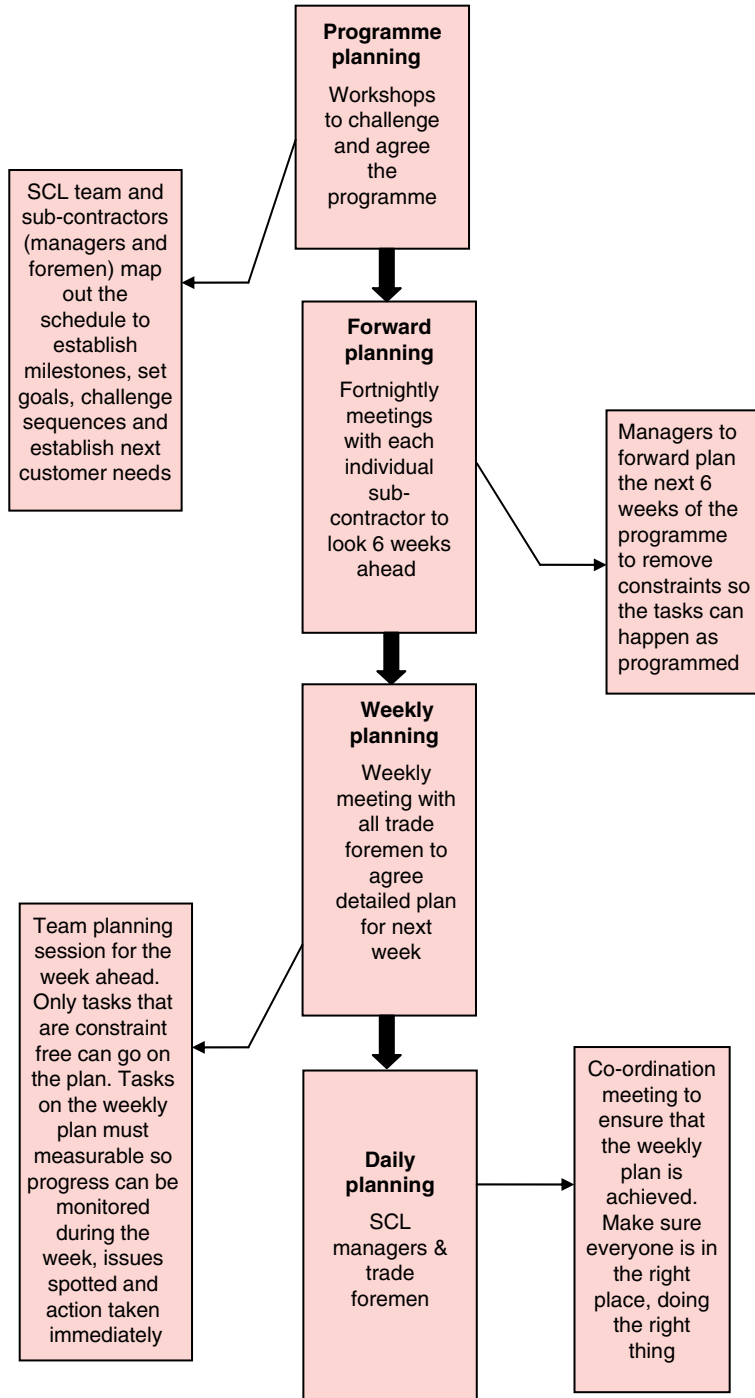 Programme
planning
Workshops
to challenge
and agree
the
programme
SCL team and
sub-contractors
(managers and
foremen) map
out the
schedule to
establish
milestones, set
goals, challenge
sequences and
establish next
customer needs
Forward
planning
Fortnightly
meetings
with each
individual
sub-
contractor to
look 6 weeks
ahead
Managers to
forward plan
the next 6
weeks of the
programme
to remove
constraints so
the tasks can
happen as
programmed
Weekly
planning
Weekly
meeting with
all trade
foremen to
agree
detailed plan
for next
week
Team planning
session for the
week ahead.
Only tasks that
are constraint
free can go on
the plan. Tasks
on the weekly
plan must
measurable so
progress can be
monitored
during the
week, issues
spotted and
action taken
immediately
Daily
planning
SCL
managers &
trade
foremen
Co-ordination
meeting to
ensure that
the weekly
plan is
achieved.
Make sure
everyone is in
the right
place, doing
the right
thing